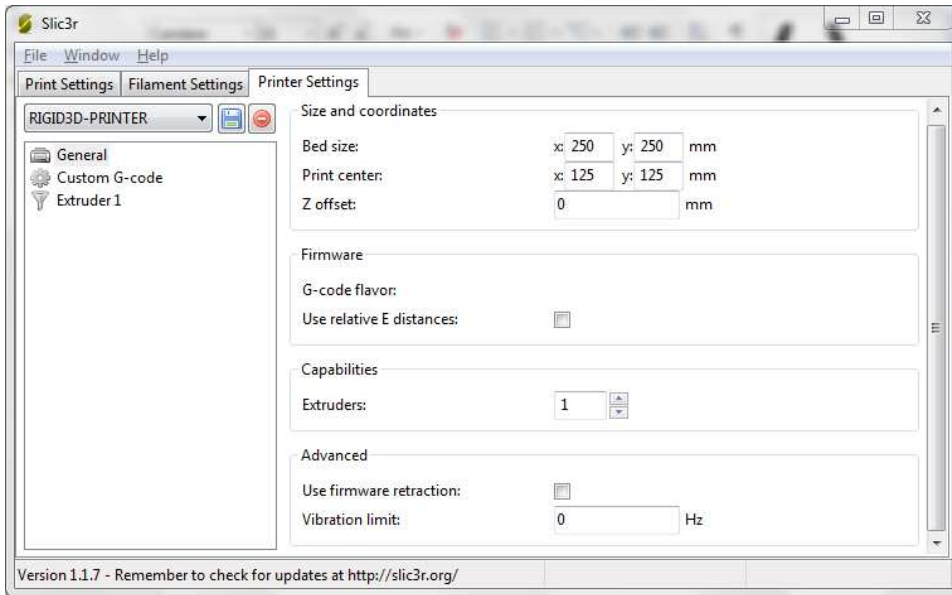 Slic3r
File Window Help
Print Settings Filament Settings Printer Settings
RIGID3D-PRINTER
General
Custom G-code
Extruder 1
Size and coordinates
Bed size: x: 250 y: 250 mm
Print center: x: 125 y: 125 mm
Z offset: 0 mm
Firmware
G-code flavor:
Use relative E distances:
Capabilities
Extruders: 1
Advanced
Use firmware retraction:
Vibration limit: 0 Hz
Version 1.1.7 - Remember to check for updates at http://slic3r.org/